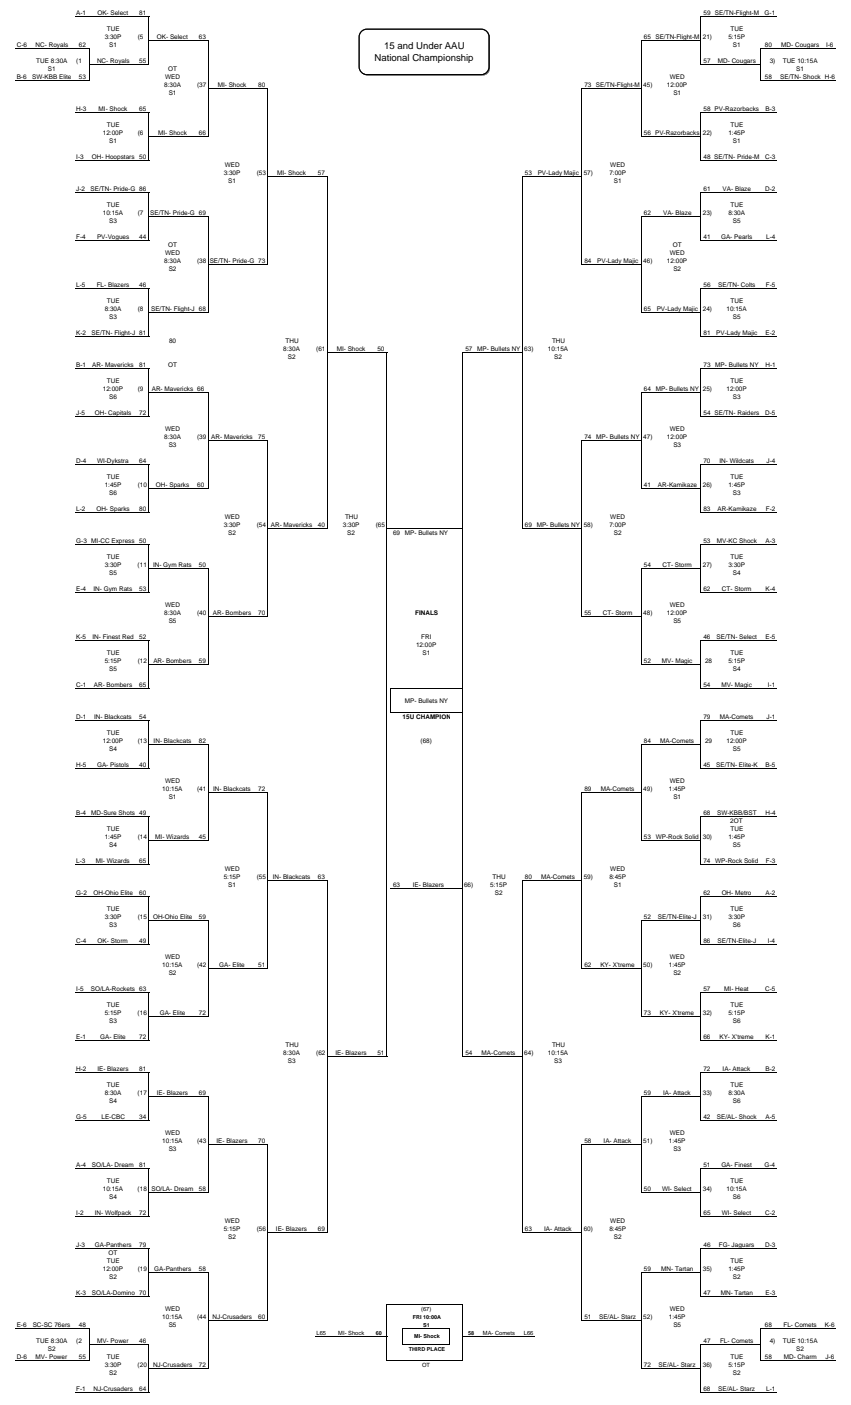 15 and Under AAU
National Championship
A-1 OK- Select 81
TUE
3:30P (5 OK- Select 63
S1
C-6 NC- Royals 62
TUE 8:30A (1 NC- Royals 55
S1
B-6 SW-KBB Elite 53
OT
WED
8:30A (37 MI- Shock 80
S1
H-3 MI- Shock 65
TUE
12:00P (6 MI- Shock 66
S1
I-3 OH- Hoopstars 50
WED
3:30P (53 MI- Shock 57
S1
J-2 SE/TN- Pride-G 86
TUE
10:15A (7 SE/TN- Pride-G 69
S3
F-4 PV-Vogues 44
OT
WED
8:30A (38 SE/TN- Pride-G 73
S2
L-5 FL- Blazers 46
TUE
8:30A (8 SE/TN- Flight-J 68
S3
K-2 SE/TN- Flight-J 81
80
OT
THU
8:30A (61 MI- Shock 50
S2
B-1 AR- Mavericks 81
TUE
12:00P (9 AR- Mavericks 66
S6
J-5 OH- Capitals 72
WED
8:30A (39 AR- Mavericks 75
S3
D-4 WI-Dykstra 64
TUE
1:45P (10 OH- Sparks 60
S6
L-2 OH- Sparks 80
WED
3:30P (54 AR- Mavericks 40
S2
G-3 MI-CC Express 50
TUE
3:30P (11 IN- Gym Rats 50
S5
E-4 IN- Gym Rats 53
WED
8:30A (40 AR- Bombers 70
S5
K-5 IN- Finest Red 52
TUE
5:15P (12 AR- Bombers 59
S5
C-1 AR- Bombers 65
THU
3:30P (65
S2
69 MP- Bullets NY
D-1 IN- Blackcats 54
TUE
12:00P (13 IN- Blackcats 82
S4
H-5 GA- Pistols 40
WED
10:15A (41 IN- Blackcats 72
S1
B-4 MD-Sure Shots 49
TUE
1:45P (14 MI- Wizards 45
S4
L-3 MI- Wizards 65
WED
5:15P (55 IN- Blackcats 63
S1
G-2 OH-Ohio Elite 60
TUE
3:30P (15 OH-Ohio Elite 59
S3
C-4 OK- Storm 49
WED
10:15A (42 GA- Elite 51
S2
I-5 SO/LA-Rockets 63
TUE
5:15P (16 GA- Elite 72
S3
E-1 GA- Elite 72
THU
8:30A (62 IE- Blazers 51
S3
H-2 IE- Blazers 81
TUE
8:30A (17 IE- Blazers 69
S4
G-5 LE-CBC 34
WED
10:15A (43 IE- Blazers 70
S3
A-4 SO/LA- Dream 81
TUE
10:15A (18 SO/LA- Dream 58
S4
I-2 IN- Wolfpack 72
WED
5:15P (56 IE- Blazers 69
S2
J-3 GA-Panthers 79
OT
TUE
12:00P (19 GA-Panthers 58
S2
K-3 SO/LA-Domino 70
WED
10:15A (44 NJ-Crusaders 60
S5
E-6 SC-SC 76ers 48
TUE 8:30A (2 MV- Power 46
S2
D-6 MV- Power 55
TUE
3:30P (20 NJ-Crusaders 72
S2
F-1 NJ-Crusaders 64
FINALS
FRI
12:00P
S1
MP- Bullets NY
15U CHAMPION
(68)
63 IE- Blazers 66)
THU
5:15P
S2
(67)
FRI 10:00A
S1
L65 MI- Shock 60
MI- Shock
58 MA- Comets L66
THIRD PLACE
OT
59 SE/TN-Flight-M G-1
TUE
65 SE/TN-Flight-M 21) 5:15P
S1
80 MD- Cougars I-6
57 MD- Cougars 3) TUE 10:15A
S1
58 SE/TN- Shock H-6
WED
73 SE/TN-Flight-M 45) 12:00P
S1
58 PV-Razorbacks B-3
TUE
56 PV-Razorbacks 22) 1:45P
S1
48 SE/TN- Pride-M C-3
WED
53 PV-Lady Majic 57) 7:00P
S1
61 VA- Blaze D-2
TUE
62 VA- Blaze 23) 8:30A
S5
41 GA- Pearls L-4
OT
WED
84 PV-Lady Majic 46) 12:00P
S2
56 SE/TN- Colts F-5
TUE
65 PV-Lady Majic 24) 10:15A
S5
81 PV-Lady Majic E-2
THU
57 MP- Bullets NY 63) 10:15A
S2
73 MP- Bullets NY H-1
TUE
64 MP- Bullets NY 25) 12:00P
S3
54 SE/TN- Raiders D-5
WED
74 MP- Bullets NY 47) 12:00P
S3
70 IN- Wildcats J-4
TUE
41 AR-Kamikaze 26) 1:45P
S3
83 AR-Kamikaze F-2
WED
69 MP- Bullets NY 58) 7:00P
S2
53 MV-KC Shock A-3
TUE
54 CT- Storm 27) 3:30P
S4
62 CT- Storm K-4
WED
55 CT- Storm 48) 12:00P
S5
46 SE/TN- Select E-5
TUE
52 MV- Magic 28 5:15P
S4
54 MV- Magic I-1
79 MA-Comets J-1
TUE
84 MA-Comets 29 12:00P
S5
45 SE/TN- Elite-K B-5
WED
89 MA-Comets 49) 1:45P
S1
68 SW-KBB/BST H-4
2OT
TUE
53 WP-Rock Solid 30) 1:45P
S5
74 WP-Rock Solid F-3
WED
80 MA-Comets 59) 8:45P
S1
62 OH- Metro A-2
TUE
52 SE/TN-Elite-J 31) 3:30P
S6
86 SE/TN-Elite-J I-4
WED
62 KY- X'treme 50) 1:45P
S2
57 MI- Heat C-5
TUE
73 KY- X'treme 32) 5:15P
S6
66 KY- X'treme K-1
THU
54 MA-Comets 64) 10:15A
S3
72 IA- Attack B-2
TUE
59 IA- Attack 33) 8:30A
S6
42 SE/AL- Shock A-5
WED
58 IA- Attack 51) 1:45P
S3
51 GA- Finest G-4
TUE
50 WI- Select 34) 10:15A
S6
65 WI- Select C-2
WED
63 IA- Attack 60) 8:45P
S2
46 FG- Jaguars D-3
TUE
59 MN- Tartan 35) 1:45P
S2
47 MN- Tartan E-3
WED
51 SE/AL- Starz 52) 1:45P
S5
68 FL- Comets K-6
47 FL- Comets 4) TUE 10:15A
S2
58 MD- Charm J-6
TUE
72 SE/AL- Starz 36) 5:15P
S2
68 SE/AL- Starz L-1